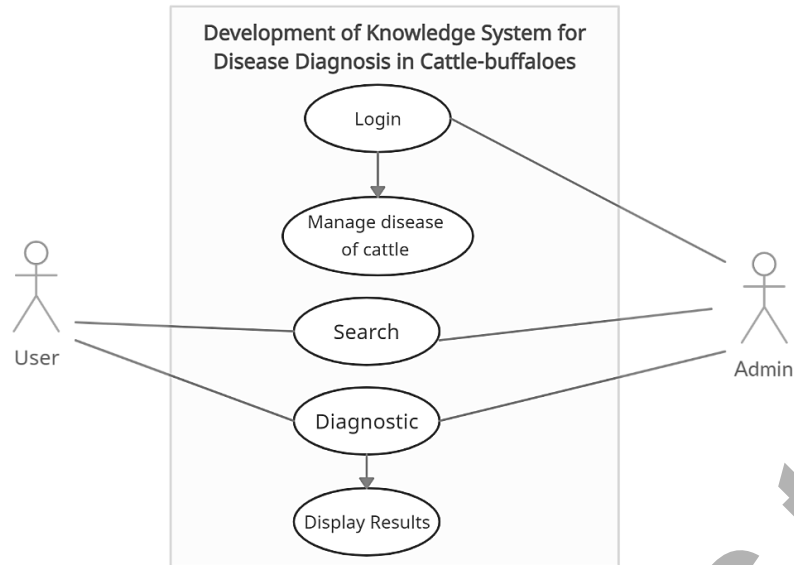 Development of Knowledge System for
Disease Diagnosis in Cattle-buffaloes
Login
Manage disease
of cattle
Search
User
Admin
Diagnostic
Display Results